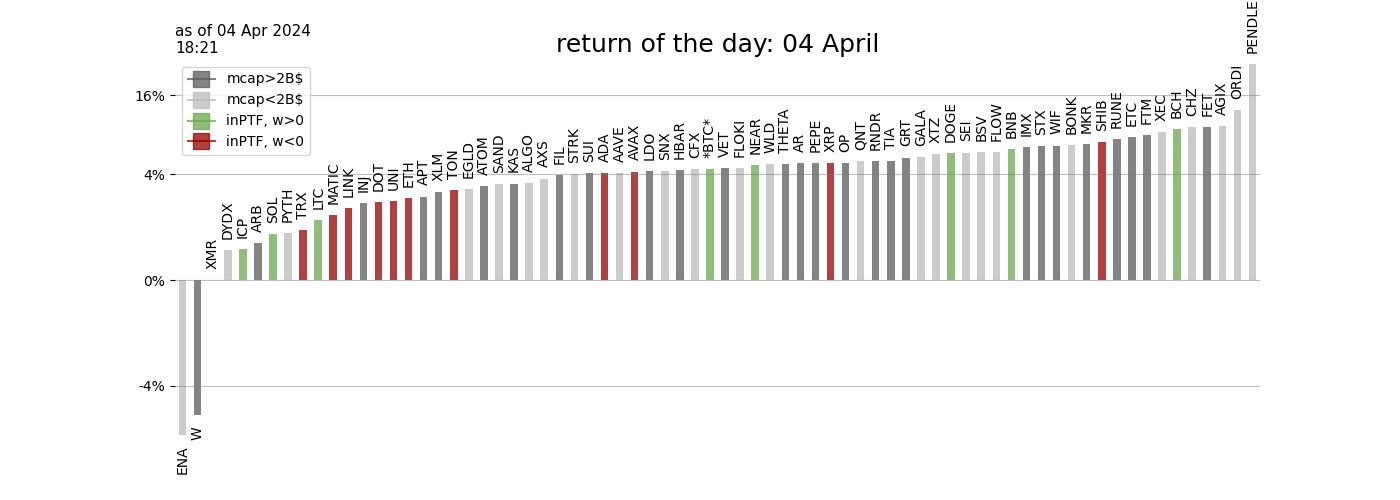 as of 04 Apr 2024
18:21
return of the day: 04 April
mcap>2B$
mcap<2B$
inPTF, w>0
inPTF, w<0
16%
4%
0%
-4%
ENA
W
XMR
DYDX
ICP
ARB
SOL
PYTH
TRX
LTC
MATIC
LINK
INJ
DOT
UNI
ETH
APT
XLM
TON
EGLD
ATOM
SAND
KAS
ALGO
AXS
FIL
STRK
SUI
ADA
AAVE
AVAX
LDO
SNX
HBAR
CFX
*BTC*
VET
FLOKI
NEAR
WLD
THETA
AR
PEPE
XRP
OP
QNT
RNDR
TIA
GRT
GALA
XTZ
DOGE
SEI
BSV
FLOW
BNB
IMX
STX
WIF
BONK
MKR
SHIB
RUNE
ETC
FTM
XEC
BCH
CHZ
FET
AGIX
ORDI
PENDLE